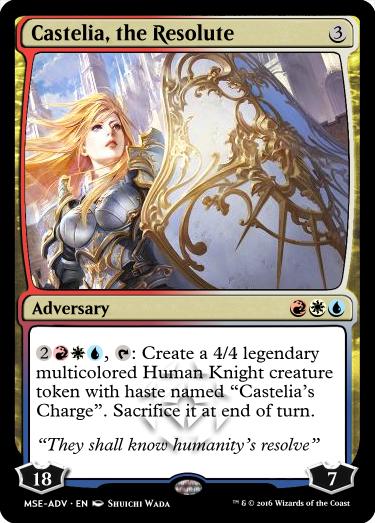 Castelia, the Resolute 3
Adversary
2, : Create a 4/4 legendary
multicolored Human Knight creature
token with haste named “Castelia’s
Charge”. Sacrifice it at end of turn.
“They shall know humanity’s resolve”
18 7
MSE-ADV • EN Shuichi Wada ™ & © 2016 Wizards of the Coast